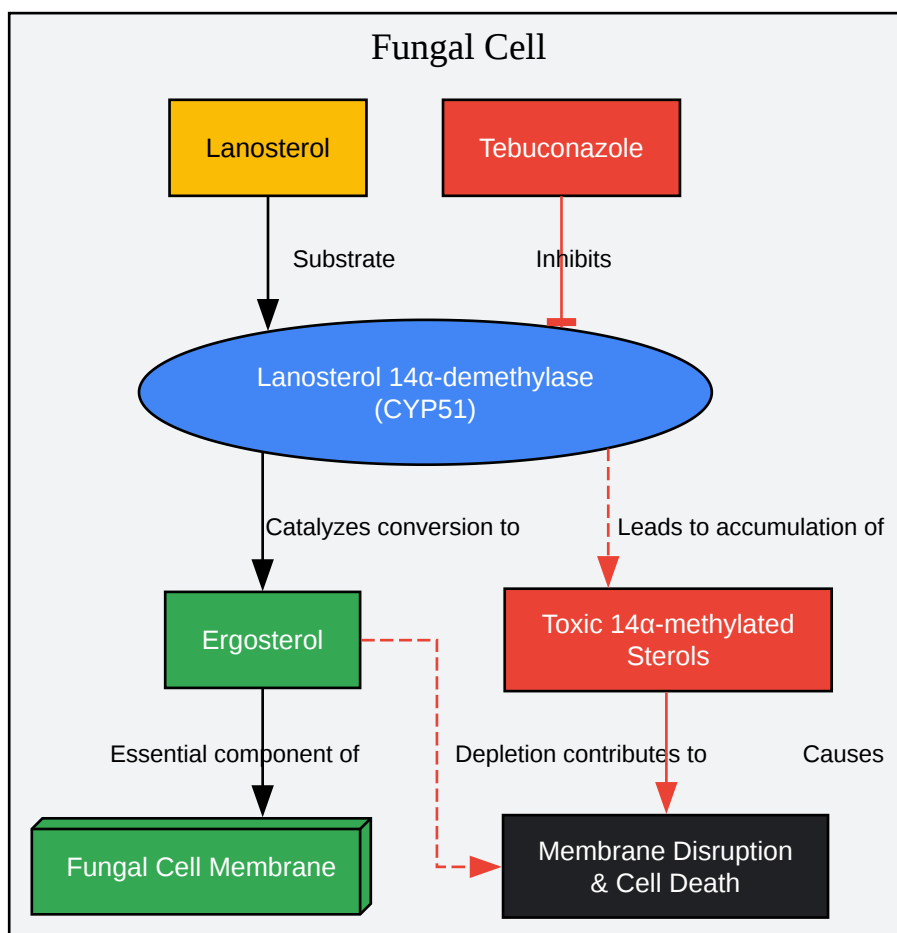 Fungal Cell
Lanosterol
Tebuconazole
Substrate
Inhibits
Lanosterol 14α-demethylase
(CYP51)
Catalyzes conversion to
Leads to accumulation of
Ergosterol
Toxic 14α-methylated
Sterols
Essential component of
Depletion contributes to
Causes
Fungal Cell Membrane
Membrane Disruption
& Cell Death